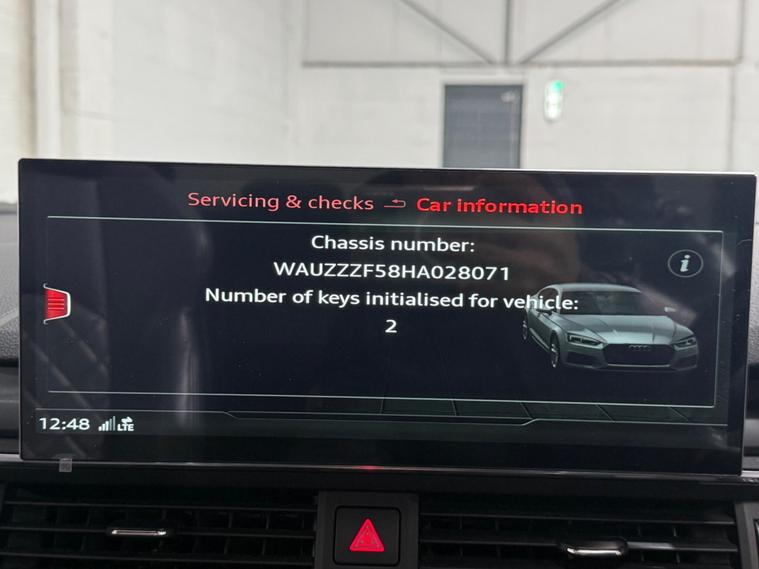 Servicing & checks Car information
Chassis number:
WAUZZZF58HA028071
i
Number of keys initialised for vehicle:
2
12:48 LTE